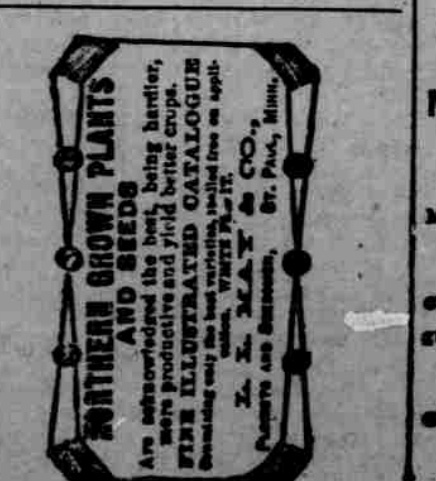 NORTHERN GROWN PLANTS
AND SEEDS
Are acknowledged the best, being hardier,
more productive and yield better crops.
FINE ILLUSTRATED CATALOGUE
Containing only the best varieties, mailed free on appli-
cation. WRITE FOR IT.
L. L. MAY & CO.,
FLORISTS AND SEEDSMEN, ST. PAUL, MINN.